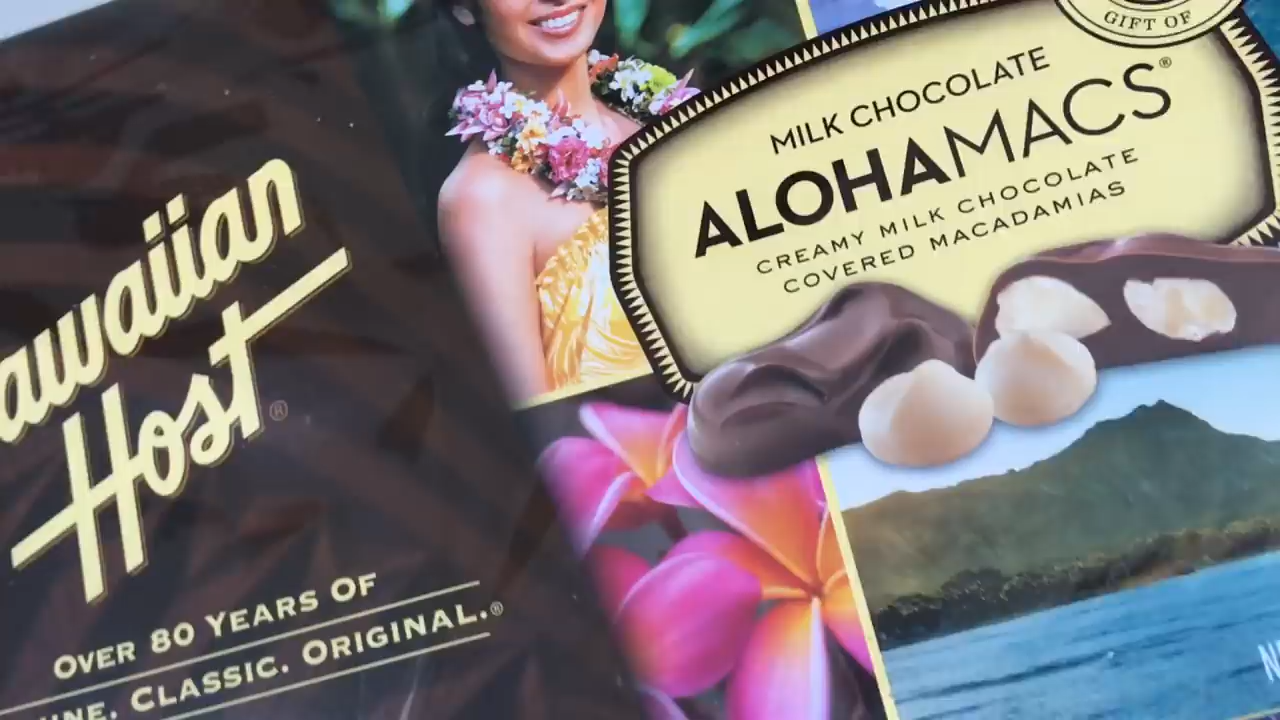 GIFT OF
MILK CHOCOLATE
ALOHAMACS®
CREAMY MILK CHOCOLATE
COVERED MACADAMIAS
awaiian
Host®
OVER 80 YEARS OF
UINE. CLASSIC. ORIGINAL.®
N